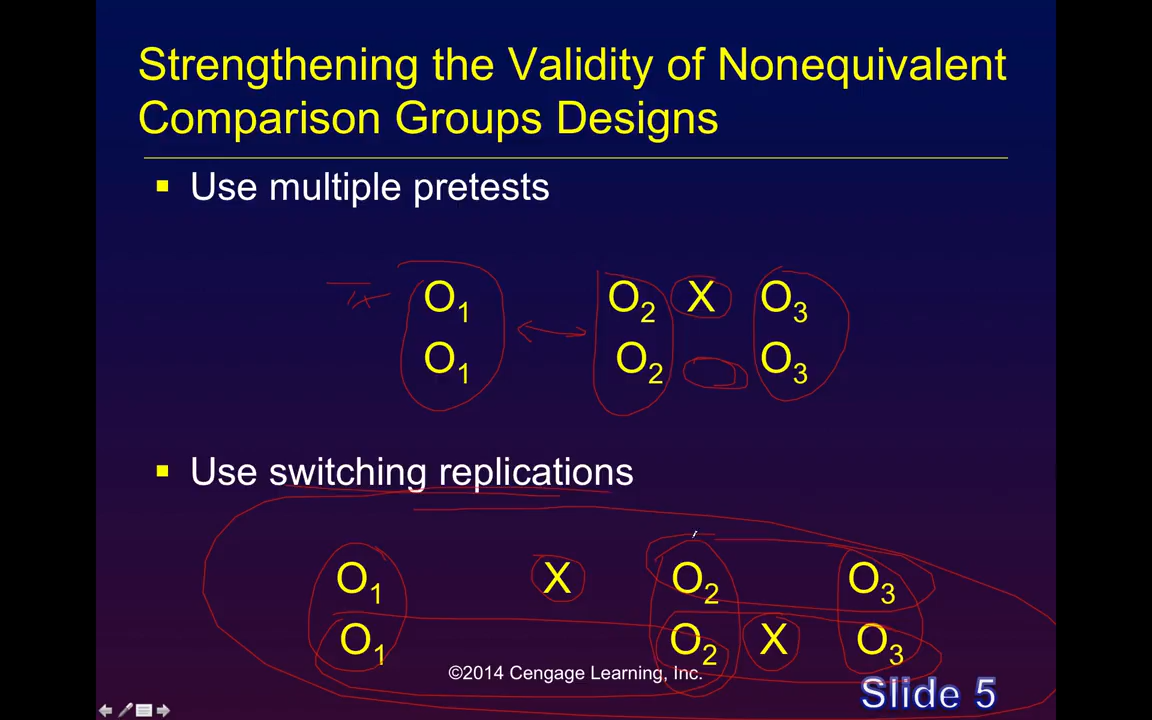 Strengthening the Validity of Nonequivalent
Comparison Groups Designs
▪ Use multiple pretests
O₁ O₂ X O₃
O₁ O₂ O₃
▪ Use switching replications
O₁ X O₂ O₃
O₁ O₂ X O₃
©2014 Cengage Learning, Inc.
Slide 5